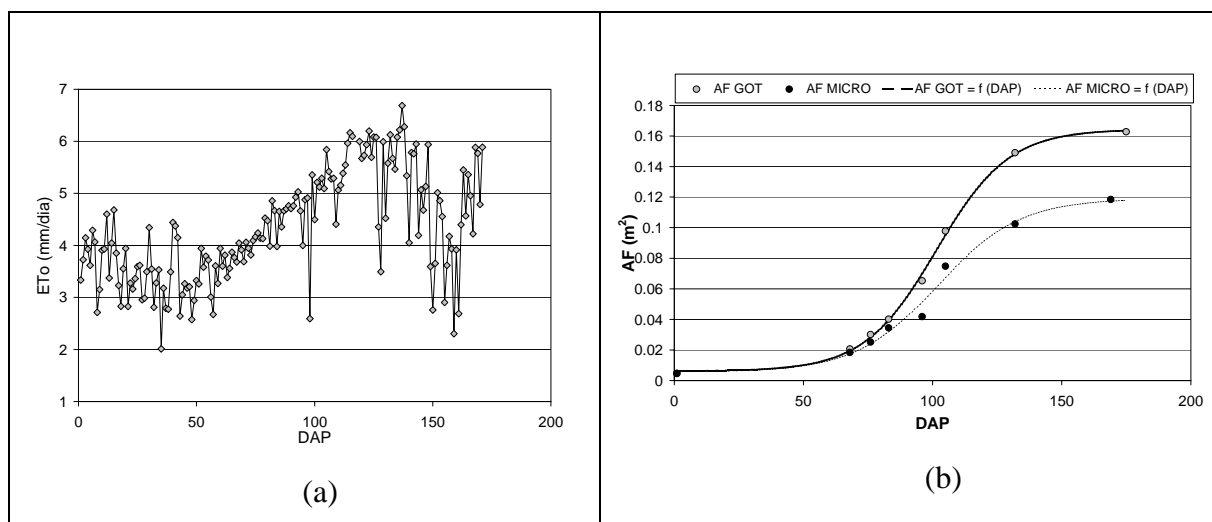 7
6
5
4
3
2
1
ETo (mm/dia)
0 50 100 150 200
DAP
(a)
AF GOT AF MICRO AF GOT = f (DAP) AF MICRO = f (DAP)
0.18
0.16
0.14
0.12
0.1
0.08
0.06
0.04
0.02
0
AF (m²)
0 50 100 150 200
DAP
(b)